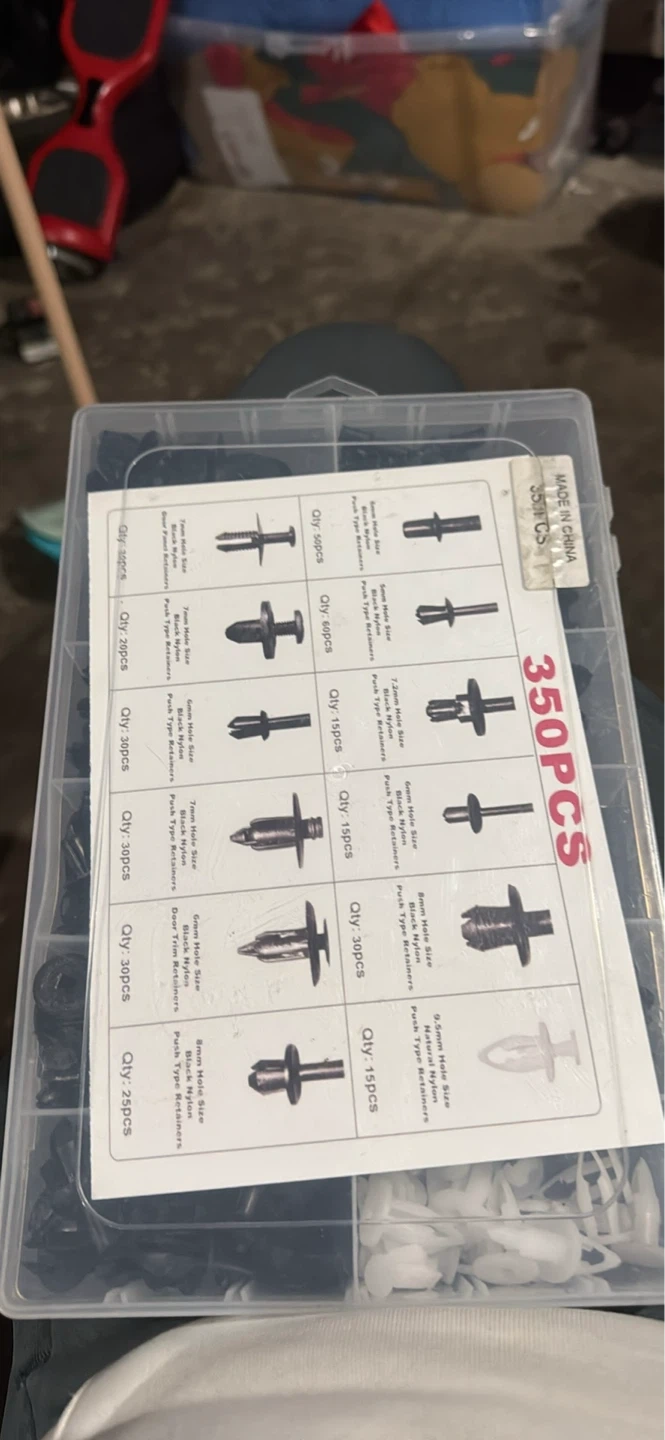 MADE IN CHINA
350PCS
350PCS
6mm Hole Size
Black Nylon
Push Type Retainers
Qty: 50pcs
5mm Hole Size
Black Nylon
Push Type Retainers
Qty: 60pcs
7.2mm Hole Size
Black Nylon
Push Type Retainers
Qty: 15pcs
6mm Hole Size
Black Nylon
Push Type Retainers
Qty: 15pcs
8mm Hole Size
Black Nylon
Push Type Retainers
Qty: 30pcs
9.5mm Hole Size
Natural Nylon
Push Type Retainers
Qty: 15pcs
7mm Hole Size
Black Nylon
Door Panel Retainers
Qty: 30pcs
7mm Hole Size
Black Nylon
Push Type Retainers
Qty: 20pcs
6mm Hole Size
Black Nylon
Push Type Retainers
Qty: 30pcs
7mm Hole Size
Black Nylon
Push Type Retainers
Qty: 30pcs
6mm Hole Size
Black Nylon
Door Trim Retainers
Qty: 30pcs
8mm Hole Size
Black Nylon
Push Type Retainers
Qty: 25pcs